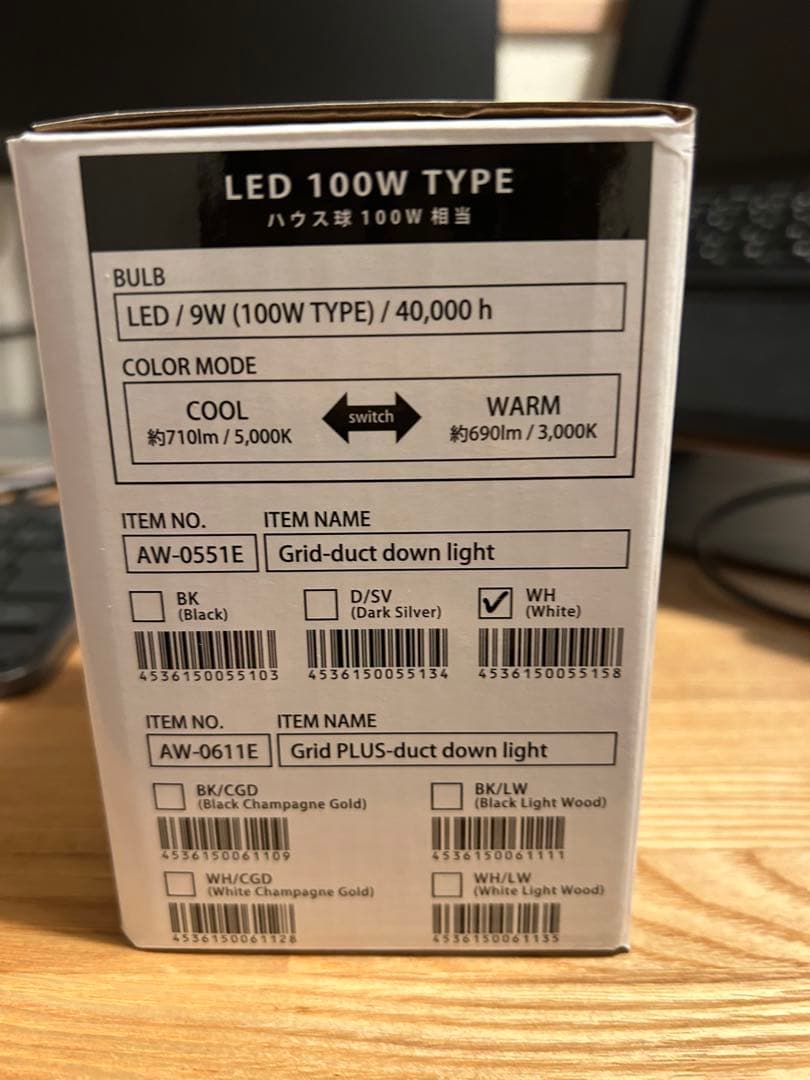 LED 100W TYPE
ハウス球100W相当
BULB
LED / 9W (100W TYPE) / 40,000 h
COLOR MODE
COOL
約710lm / 5,000K
switch
WARM
約690lm / 3,000K
ITEM NO.
ITEM NAME
AW-0551E
Grid-duct down light
BK
(Black)
D/SV
(Dark Silver)
WH
(White)
4536150055103
4536150055134
4536150055158
ITEM NO.
ITEM NAME
AW-0611E
Grid PLUS-duct down light
BK/CGD
(Black Champagne Gold)
BK/LW
(Black Light Wood)
4536150061109
4536150061111
WH/CGD
(White Champagne Gold)
WH/LW
(White Light Wood)
4536150061128
4536150061135